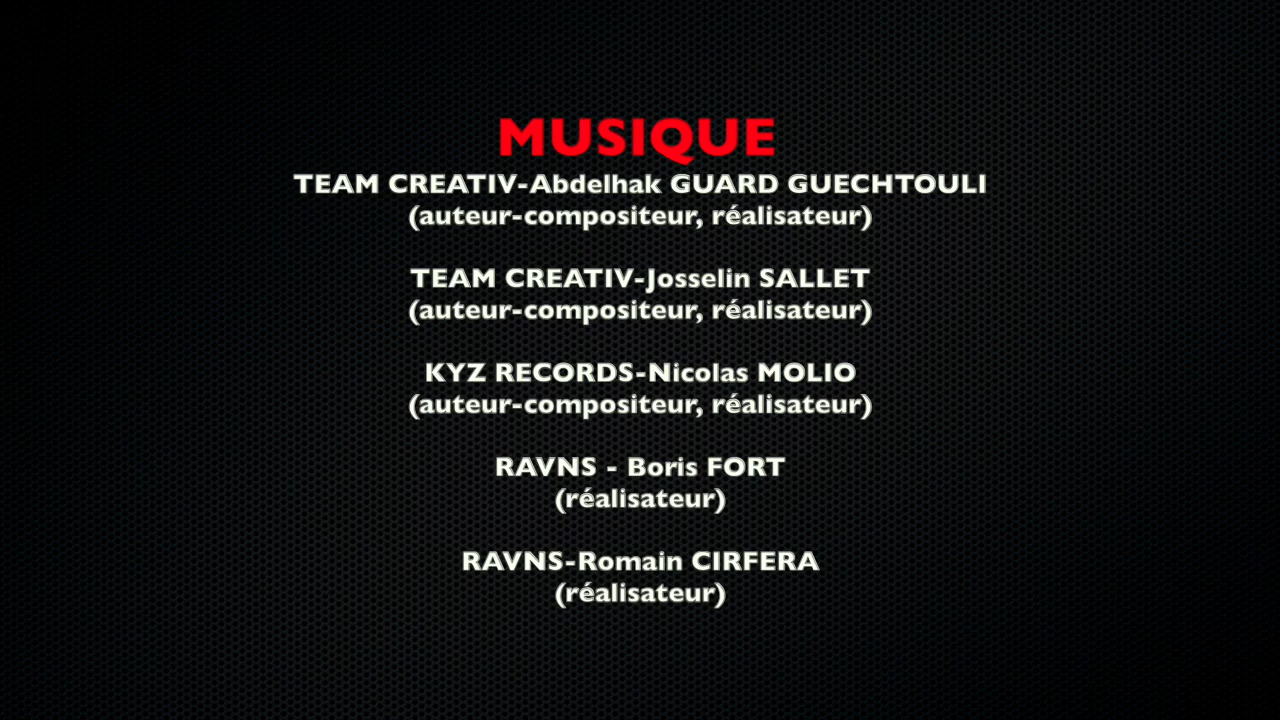 MUSIQUE
TEAM CREATIV-Abdelhak GUARD GUECHTOULI
(auteur-compositeur, réalisateur)
TEAM CREATIV-Josselin SALLET
(auteur-compositeur, réalisateur)
KYZ RECORDS-Nicolas MOLIO
(auteur-compositeur, réalisateur)
RAVNS - Boris FORT
(réalisateur)
RAVNS-Romain CIRFERA
(réalisateur)